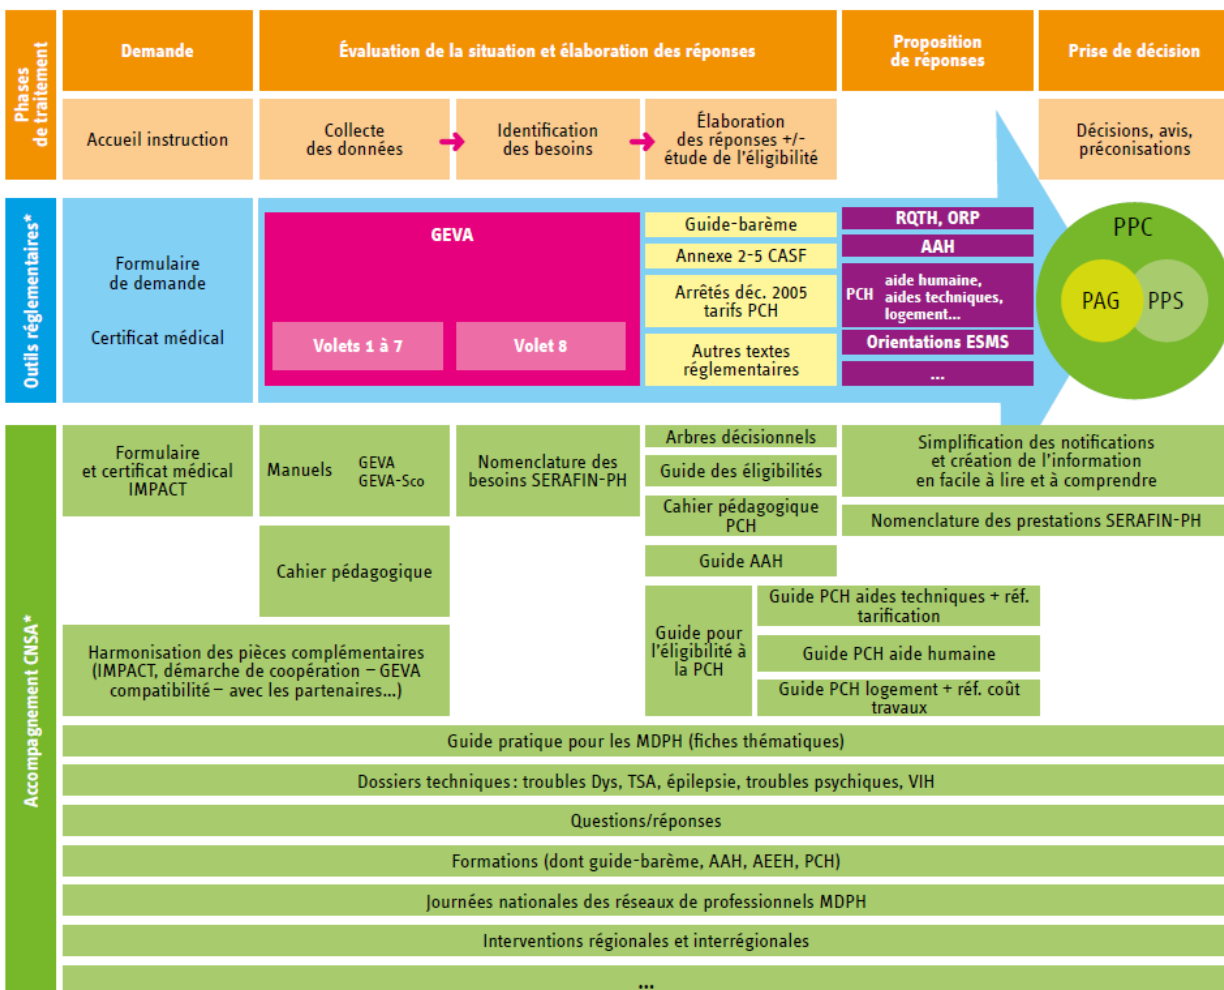 Phases
de traitement
Demande
Évaluation de la situation et élaboration des réponses
Proposition
de réponses
Prise de décision
Accueil instruction
Collecte
des données
Identification
des besoins
Élaboration
des réponses +/-
étude de l’éligibilité
Décisions, avis,
préconisations
Outils réglementaires*
Formulaire
de demande
Certificat médical
GEVA
Volets 1 à 7
Volet 8
Guide-barème
Annexe 2-5 CASF
Arrêtés déc. 2005
tarifs PCH
Autres textes
réglementaires
RQTH, ORP
AAH
PCH
aide humaine,
aides techniques,
logement...
Orientations ESMS
...
PPC
PAG
PPS
Accompagnement CNSA*
Formulaire
et certificat médical
IMPACT
Manuels
GEVA
GEVA-Sco
Nomenclature des
besoins SERAFIN-PH
Arbres décisionnels
Guide des éligibilités
Cahier pédagogique
PCH
Guide AAH
Simplification des notifications
et création de l’information
en facile à lire et à comprendre
Nomenclature des prestations SERAFIN-PH
Cahier pédagogique
Harmonisation des pièces complémentaires
(IMPACT, démarche de coopération – GEVA
compatibilité – avec les partenaires...)
Guide pour
l’éligibilité à
la PCH
Guide PCH aides techniques + réf.
tarification
Guide PCH aide humaine
Guide PCH logement + réf. coût
travaux
Guide pratique pour les MDPH (fiches thématiques)
Dossiers techniques : troubles Dys, TSA, épilepsie, troubles psychiques, VIH
Questions/réponses
Formations (dont guide-barème, AAH, AEEH, PCH)
Journées nationales des réseaux de professionnels MDPH
Interventions régionales et interrégionales
...